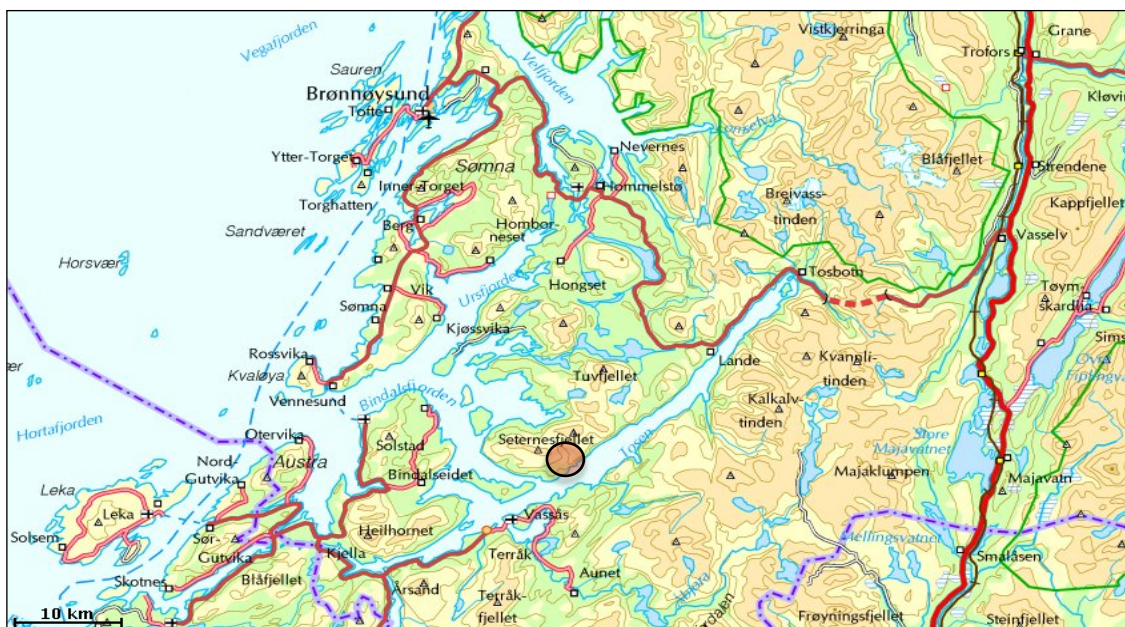 Vegafjorden
Sauren
Brønnøysund
Tofte
Ytter-Torget
Torghatten
Inner-Torget
Sømna
Velfjorden
Nevernes
Hommelstø
Lomselva
Vistkjerringa
Trofors
Grane
Blåfjellet
Strendene
Kappfjellet
Breivass-
tinden
Vasselv
Sandværet
Berg
Hombor-
neset
Horsvær
Ursfjorden
Hongset
Tosbotn
Tøym-
skardlia
Vik
Sømna
Kjøssvika
Rossvika
Kvaløya
Vennesund
Lande
Kvangli-
tinden
Tuvfjellet
Kalkalv-
tinden
Bindalsfjorden
Hortafjorden
Otervika
Solstad
Seternesfjellet
Tosen
Store
Majavatnet
Nord-
Gutvika
Austra
Bindalseidet
Majaklumpen
Majavatn
Leka
Leka
Solsem
Sør-
Gutvika
Heilhornet
Vassås
Terråk
Kjella
Smalåsen
Skotnes
Blåfjellet
Årsand
Aunet
Terråk-
fjellet
Frøyningsfjellet
Steinfjellet
10 km